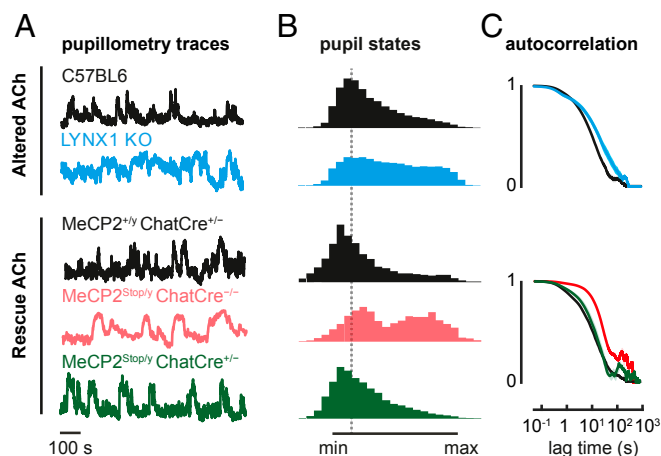 A pupillometry traces
B pupil states
C autocorrelation
Altered ACh
C57BL6
LYNX1 KO
1
0
Rescue ACh
MeCP2+/y ChatCre+/−
MeCP2Stop/y ChatCre−/−
MeCP2Stop/y ChatCre+/−
1
0
100 s
min max
10-1 1 10¹ 10² 10³
lag time (s)